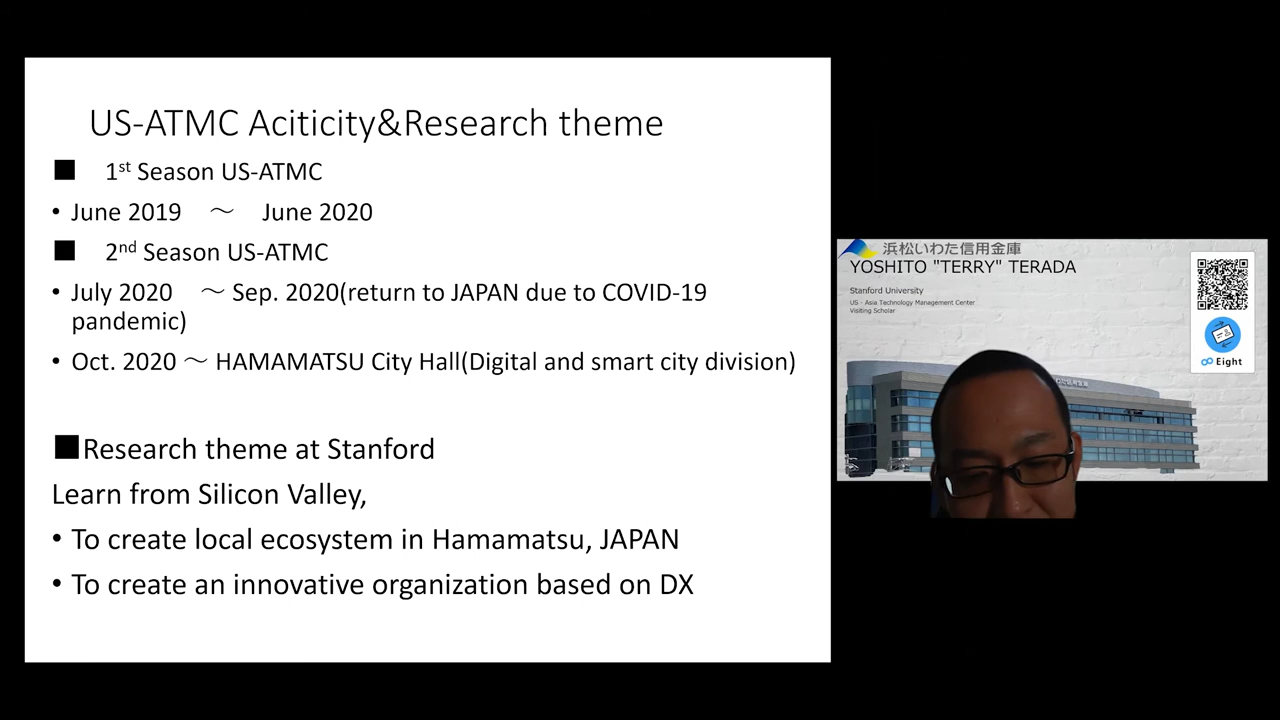 US-ATMC Aciticity&Research theme
■ 1st Season US-ATMC
• June 2019 ～ June 2020
■ 2nd Season US-ATMC
• July 2020 ～ Sep. 2020(return to JAPAN due to COVID-19
pandemic)
• Oct. 2020 ～ HAMAMATSU City Hall(Digital and smart city division)
■Research theme at Stanford
Learn from Silicon Valley,
• To create local ecosystem in Hamamatsu, JAPAN
• To create an innovative organization based on DX
浜松いわた信用金庫
YOSHITO "TERRY" TERADA
Stanford University
US - Asia Technology Management Center
Visiting Scholar
Eight